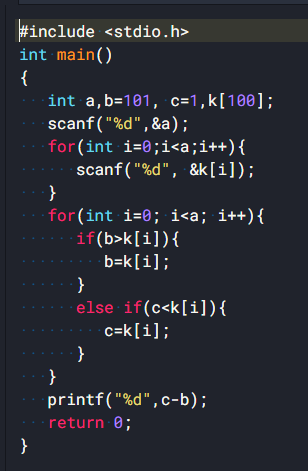 #include <stdio.h>
int main()
{
   int a,b=101, c=1,k[100];
   scanf("%d",&a);
   for(int i=0;i<a;i++){
      scanf("%d", &k[i]);
   }
   for(int i=0; i<a; i++){
      if(b>k[i]){
         b=k[i];
      }
      else if(c<k[i]){
         c=k[i];
      }
   }
   printf("%d",c-b);
   return 0;
}